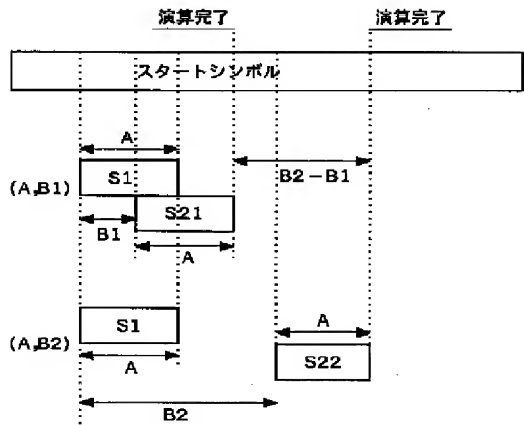 演算完了 演算完了
スタートシンボル
A
(A,B1) S1 B2-B1
B1 S21
A
(A,B2) S1 A
A S22
B2